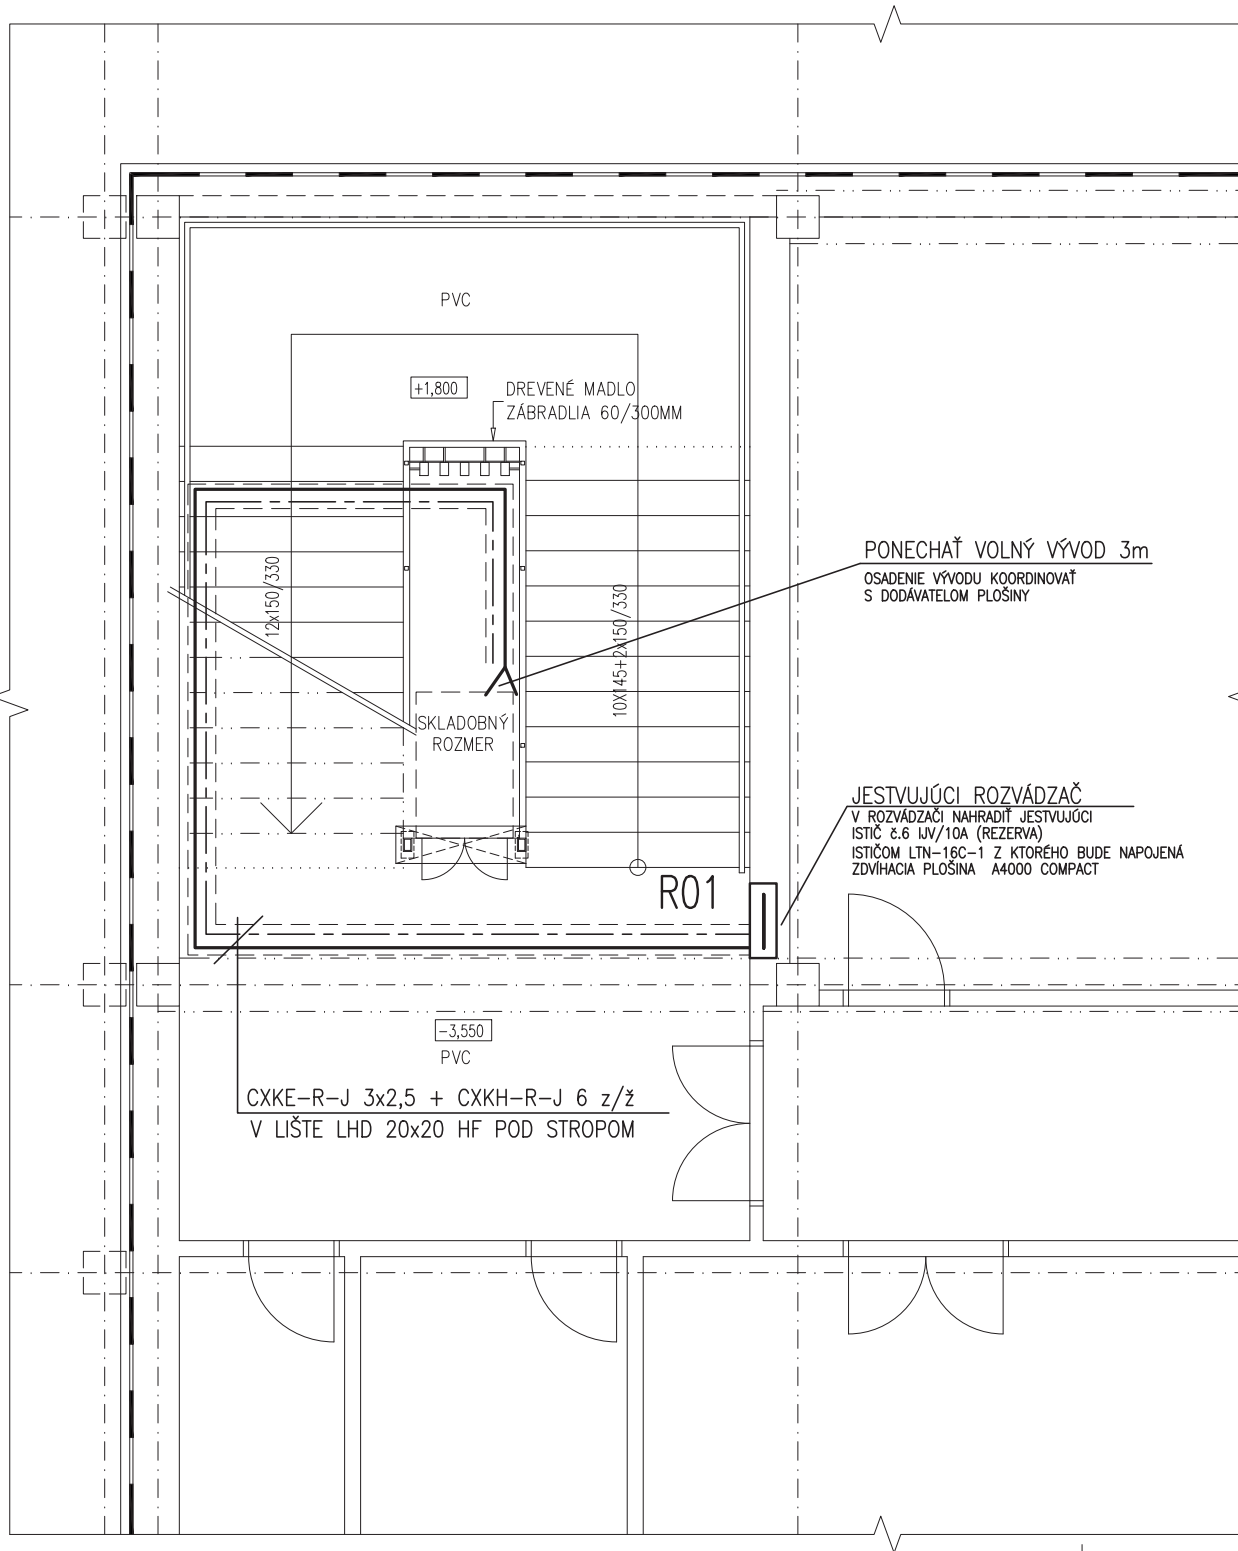 PVC
+1,800
DREVENÉ MADLO
ZÁBRADLIA 60/300MM
PONECHAŤ VOLNÝ VÝVOD 3m
OSADENIE VÝVODU KOORDINOVAŤ
S DODÁVATELOM PLOŠINY
12x150/330
10X145+2x150/330
SKLADOBNÝ
ROZMER
JESTVUJÚCI ROZVÁDZAČ
V ROZVÁDZAČI NAHRADIŤ JESTVUJÚCI
ISTIČ č.6 IJV/10A (REZERVA)
ISTIČOM LTN-16C-1 Z KTORÉHO BUDE NAPOJENÁ
ZDVÍHACIA PLOŠINA A4000 COMPACT
R01
-3,550
PVC
CXKE-R-J 3x2,5 + CXKH-R-J 6 z/ž
V LIŠTE LHD 20x20 HF POD STROPOM